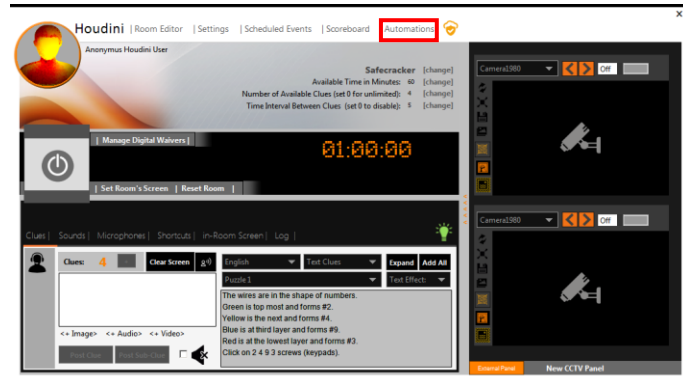 x
Houdini | Room Editor | Settings | Scheduled Events | Scoreboard Automations
Anonymus Houdini User
Safecracker [change]
Available Time in Minutes: 60 [change]
Number of Available Clues (set 0 for unlimited): 4 [change]
Time Interval Between Clues (set 0 to disable): 5 [change]
| Manage Digital Waivers |
01:00:00
| Set Room's Screen | Reset Room |
Clues | Sounds | Microphones | Shortcuts | in-Room Screen | Log |
Clues: 4 - Clear Screen
English Text Clues Expand Add All
Puzzle 1 Text Effect:
The wires are in the shape of numbers.
Green is top most and forms #2.
Yellow is the next and forms #4.
Blue is at third layer and forms #9.
Red is at the lowest layer and forms #3.
Click on 2 4 9 3 screws (keypads).
<+ Image> <+ Audio> <+ Video>
Post Clue Post Sub-Clue
Camera1980 Off
Camera1980 Off
External Panel New CCTV Panel